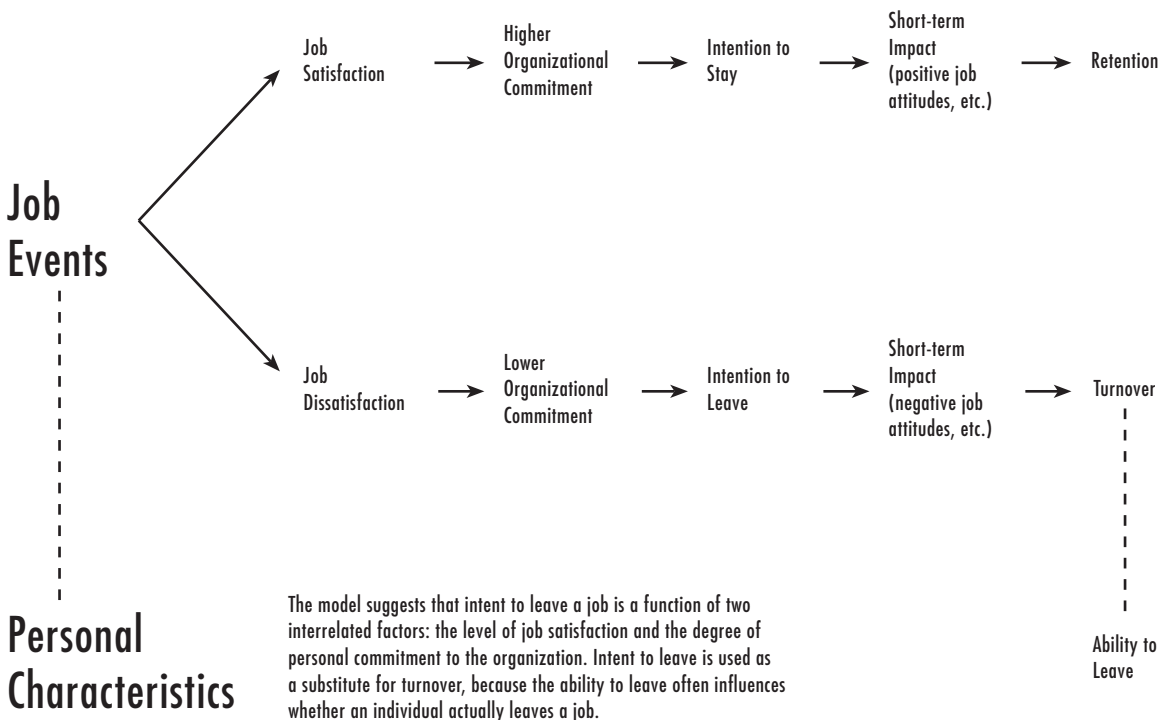 Job
Satisfaction
Higher
Organizational
Commitment
Intention to
Stay
Short-term
Impact
(positive job
attitudes, etc.)
Retention
Job
Events
Job
Dissatisfaction
Lower
Organizational
Commitment
Intention to
Leave
Short-term
Impact
(negative job
attitudes, etc.)
Turnover
Personal
Characteristics
The model suggests that intent to leave a job is a function of two
interrelated factors: the level of job satisfaction and the degree of
personal commitment to the organization. Intent to leave is used as
a substitute for turnover, because the ability to leave often influences
whether an individual actually leaves a job.
Ability to
Leave